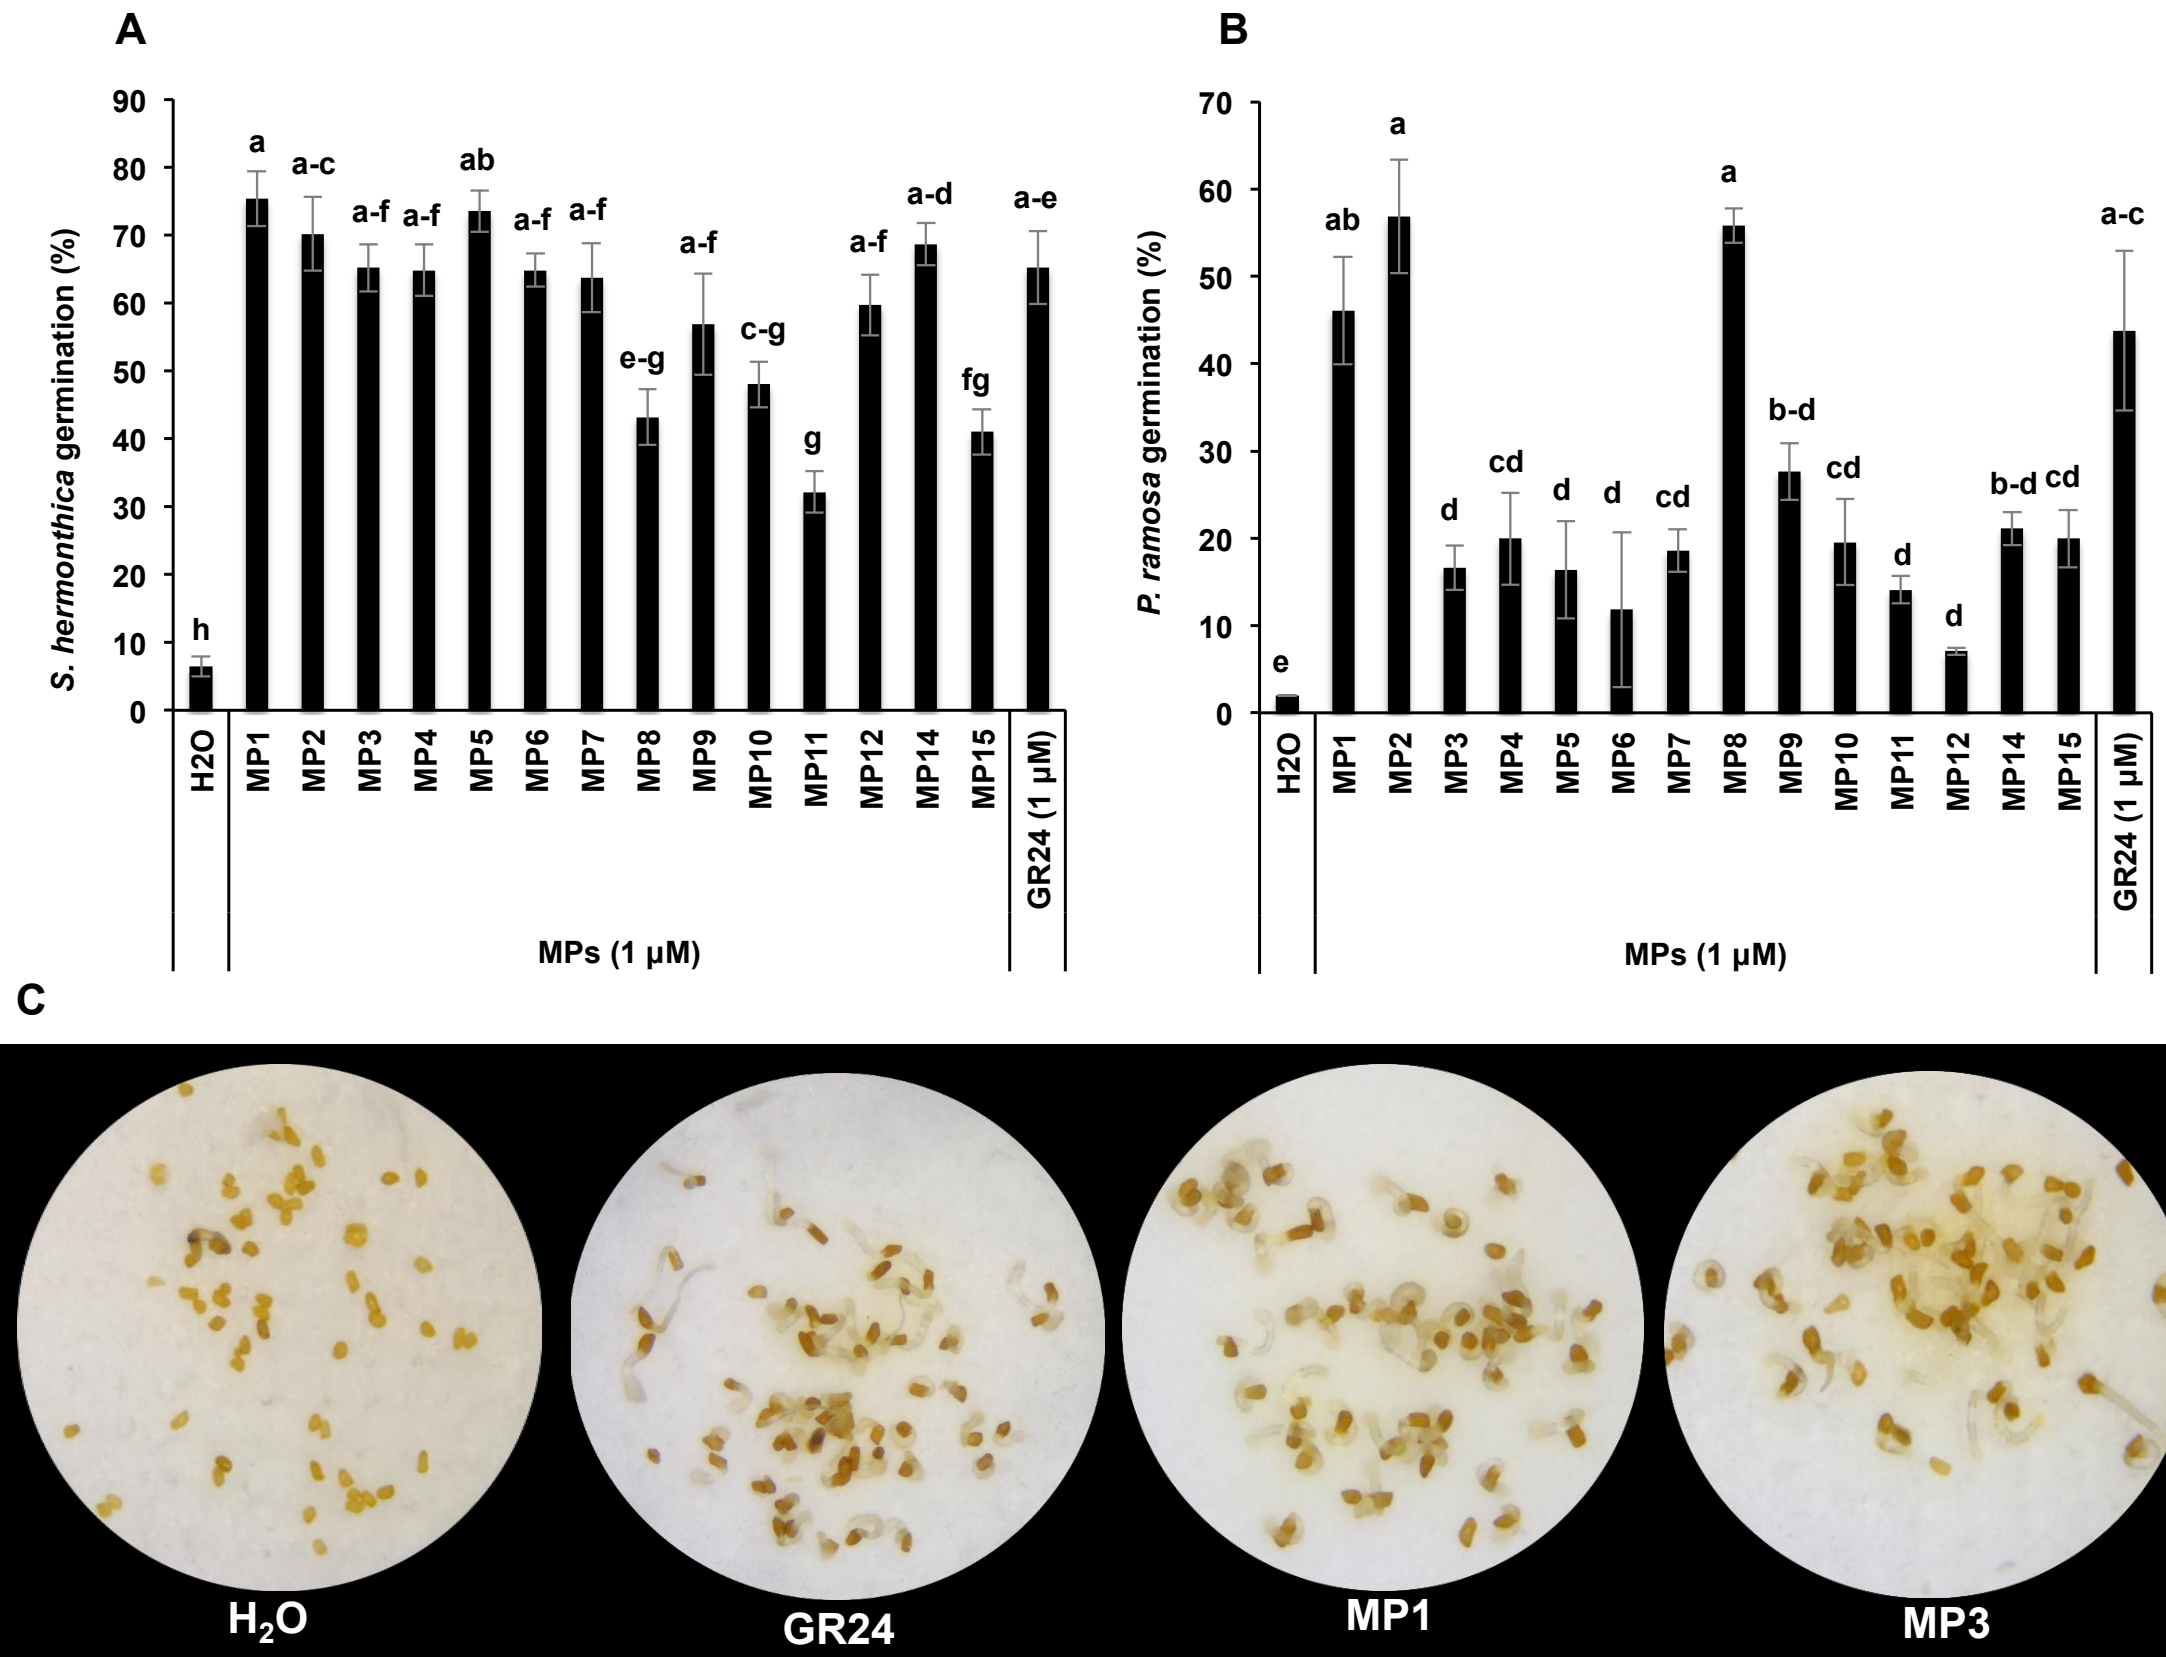 A
S. hermonthica germination (%)
90
80
70
60
50
40
30
20
10
0
h
a
a-c
a-f
a-f
ab
a-f
a-f
e-g
a-f
c-g
g
a-f
a-d
fg
a-e
H2O
MP1
MP2
MP3
MP4
MP5
MP6
MP7
MP8
MP9
MP10
MP11
MP12
MP14
MP15
GR24 (1 µM)
MPs (1 µM)
B
P. ramosa germination (%)
70
60
50
40
30
20
10
0
e
ab
a
d
cd
d
d
cd
a
b-d
cd
d
d
b-d
cd
a-c
H2O
MP1
MP2
MP3
MP4
MP5
MP6
MP7
MP8
MP9
MP10
MP11
MP12
MP14
MP15
GR24 (1 µM)
MPs (1 µM)
C
H₂O
GR24
MP1
MP3